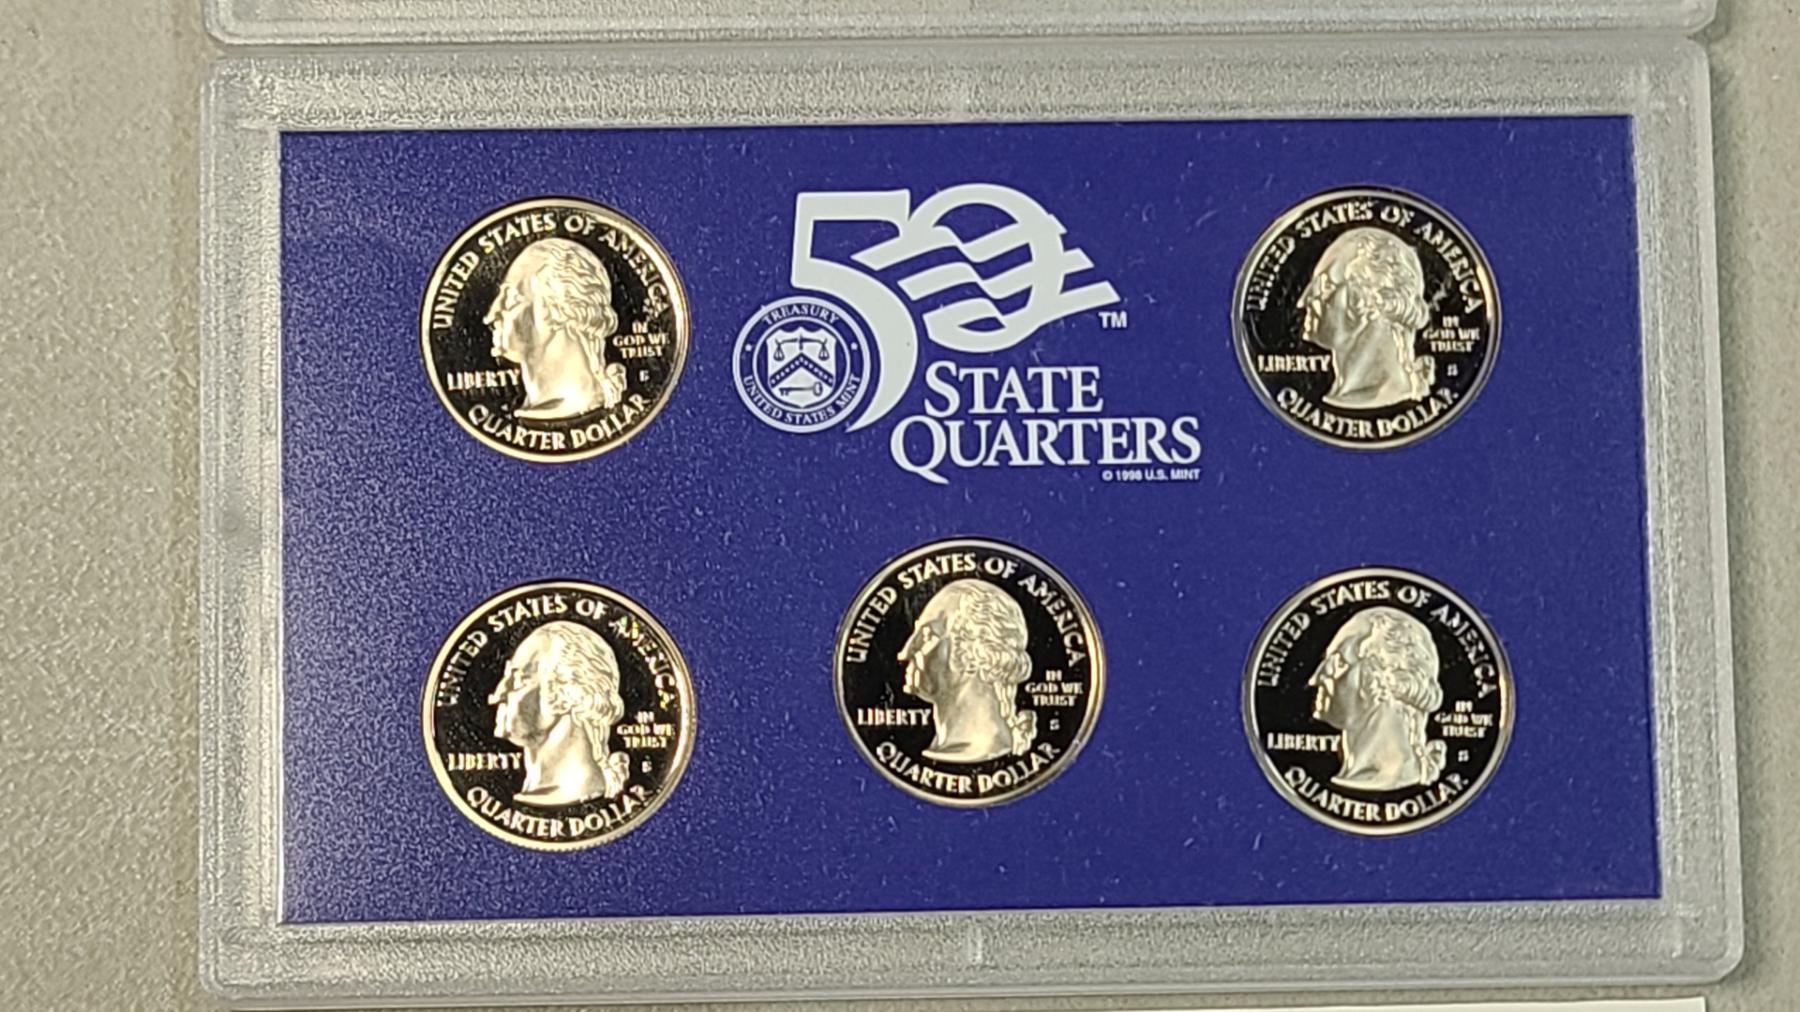 UNITED STATES OF AMERICA
IN
GOD WE
TRUST
LIBERTY
S
QUARTER DOLLAR
50
TM
TREASURY
UNITED STATES MINT
STATE
QUARTERS
© 1998 U.S. MINT
UNITED STATES OF AMERICA
IN
GOD WE
TRUST
LIBERTY
S
QUARTER DOLLAR
UNITED STATES OF AMERICA
IN
GOD WE
TRUST
LIBERTY
S
QUARTER DOLLAR
UNITED STATES OF AMERICA
IN
GOD WE
TRUST
LIBERTY
S
QUARTER DOLLAR
UNITED STATES OF AMERICA
IN
GOD WE
TRUST
LIBERTY
S
QUARTER DOLLAR